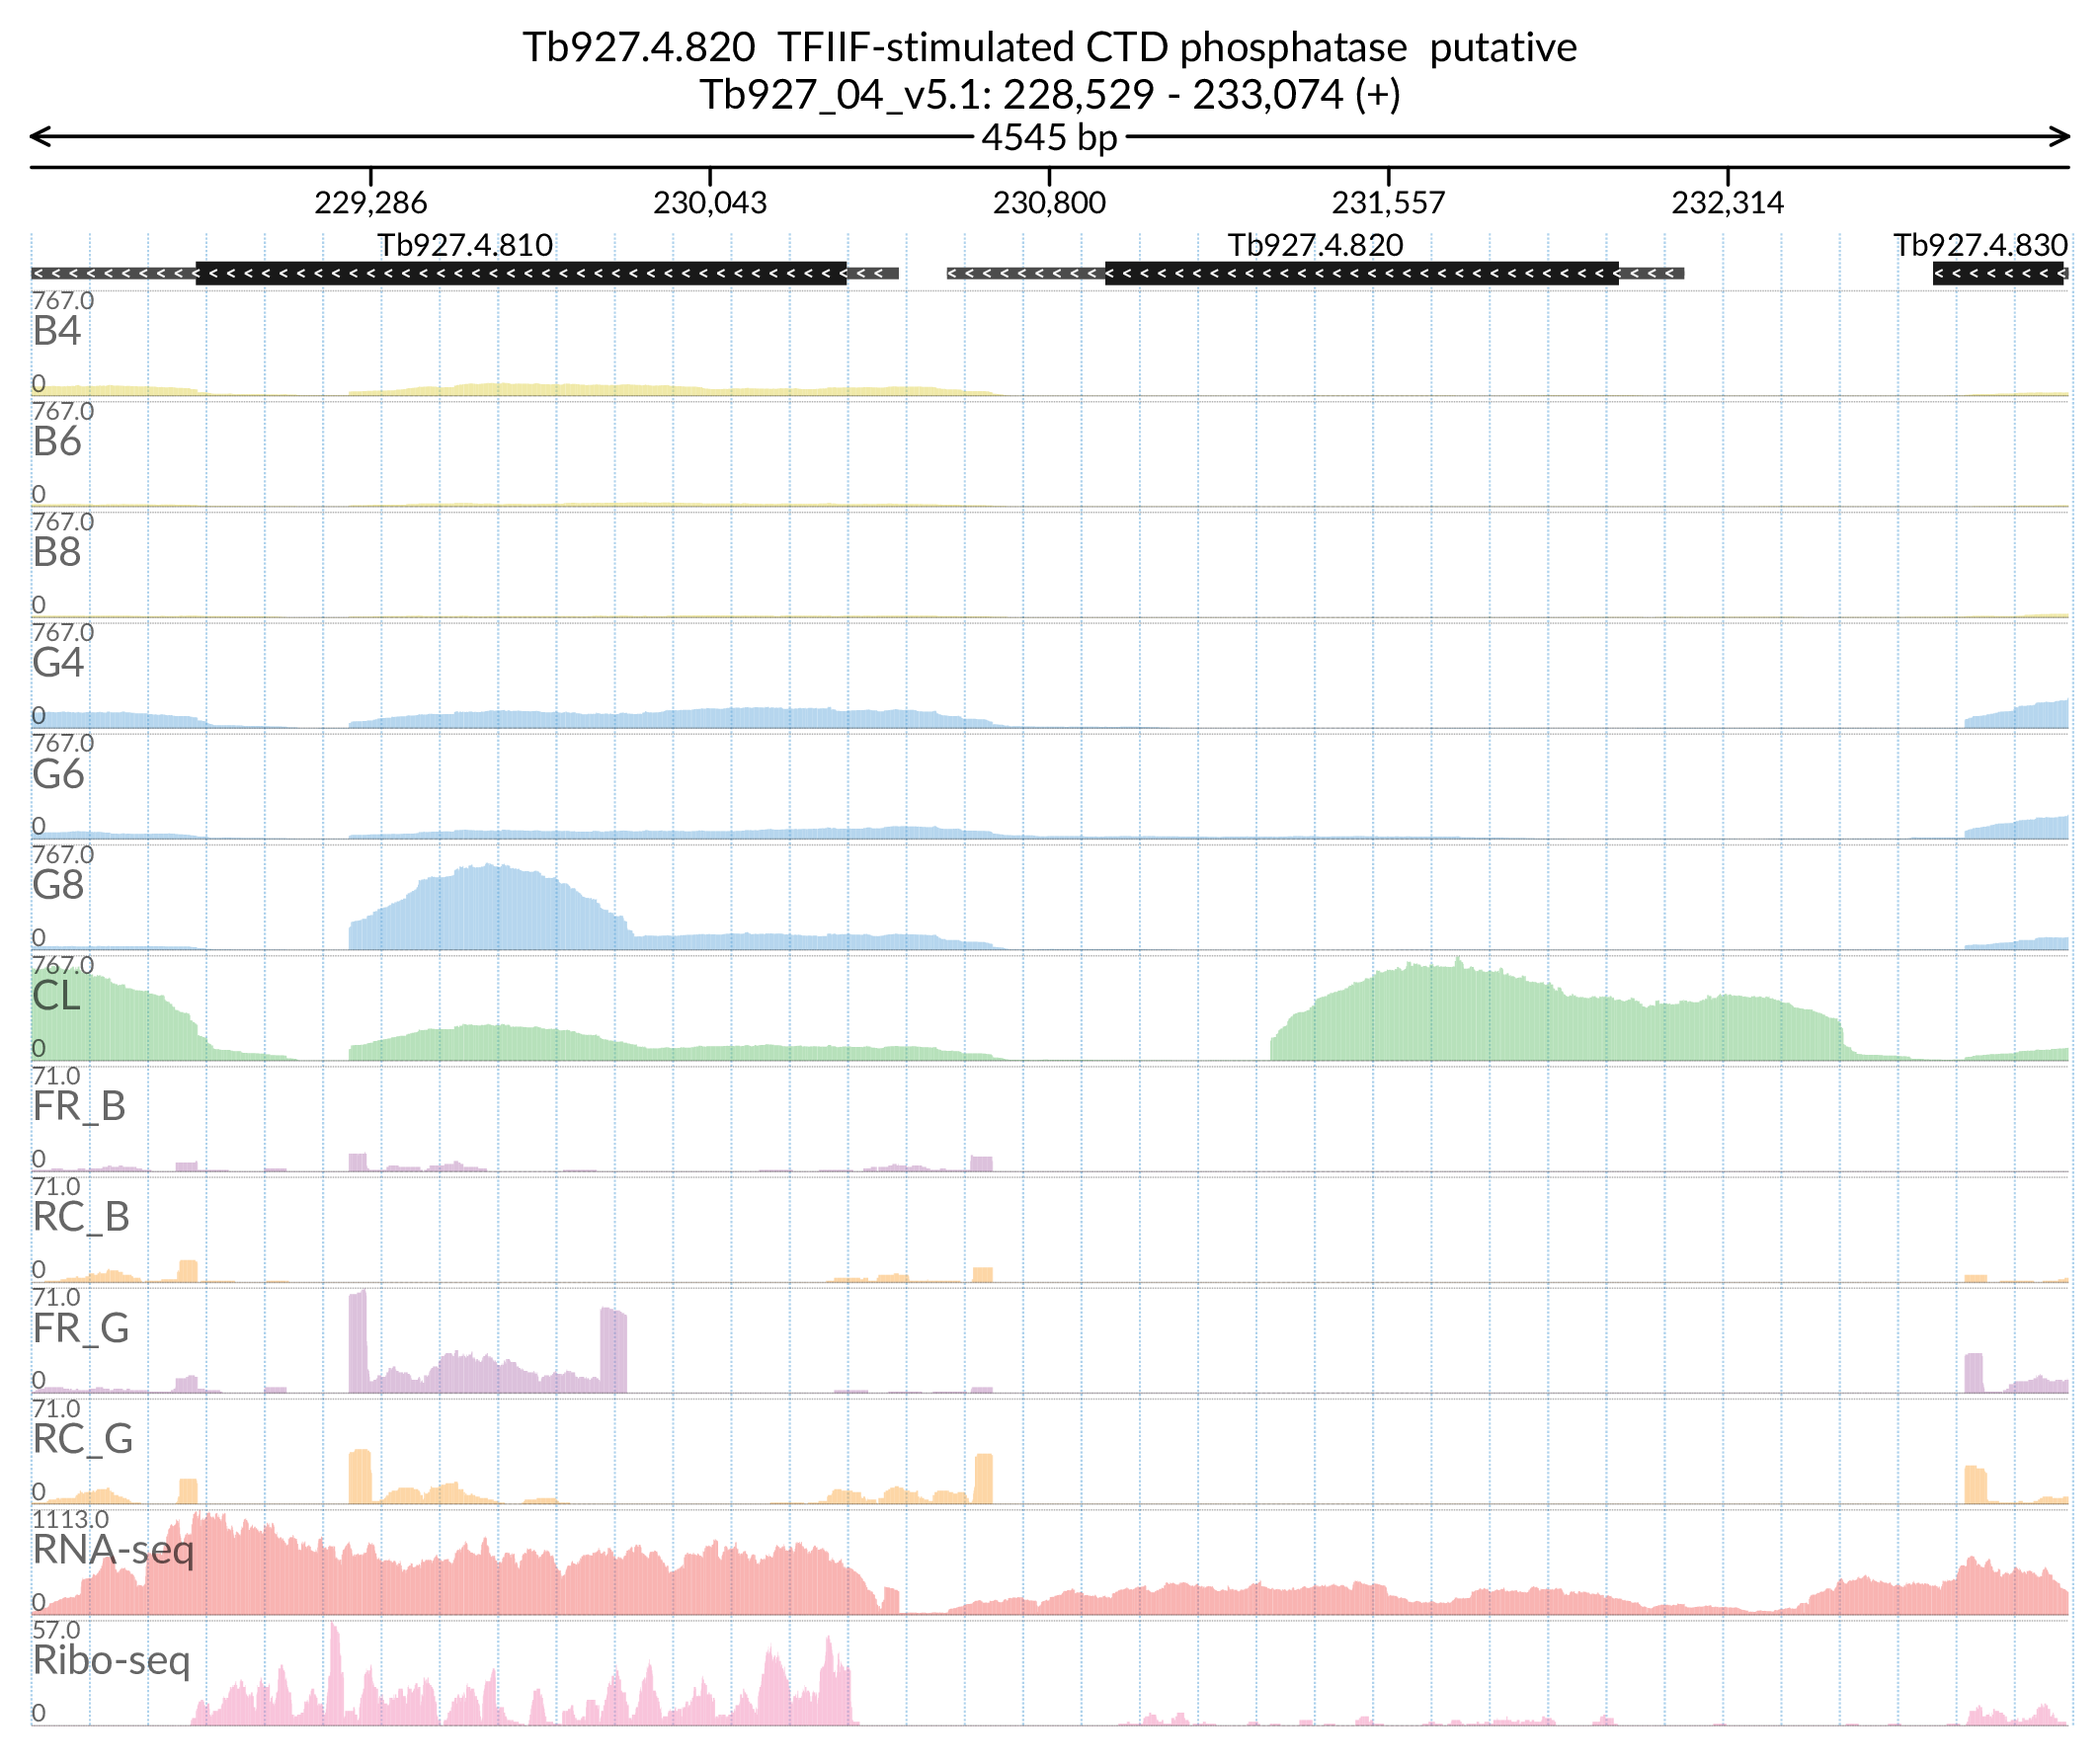 Tb927.4.820  TFIIF-stimulated CTD phosphatase  putative
Tb927_04_v5.1: 228,529 - 233,074 (+)
4545 bp
229,286 230,043 230,800 231,557 232,314
Tb927.4.810 Tb927.4.820 Tb927.4.830
767.0
B4
0
767.0
B6
0
767.0
B8
0
767.0
G4
0
767.0
G6
0
767.0
G8
0
767.0
CL
0
71.0
FR_B
0
71.0
RC_B
0
71.0
FR_G
0
71.0
RC_G
0
1113.0
RNA-seq
0
57.0
Ribo-seq
0